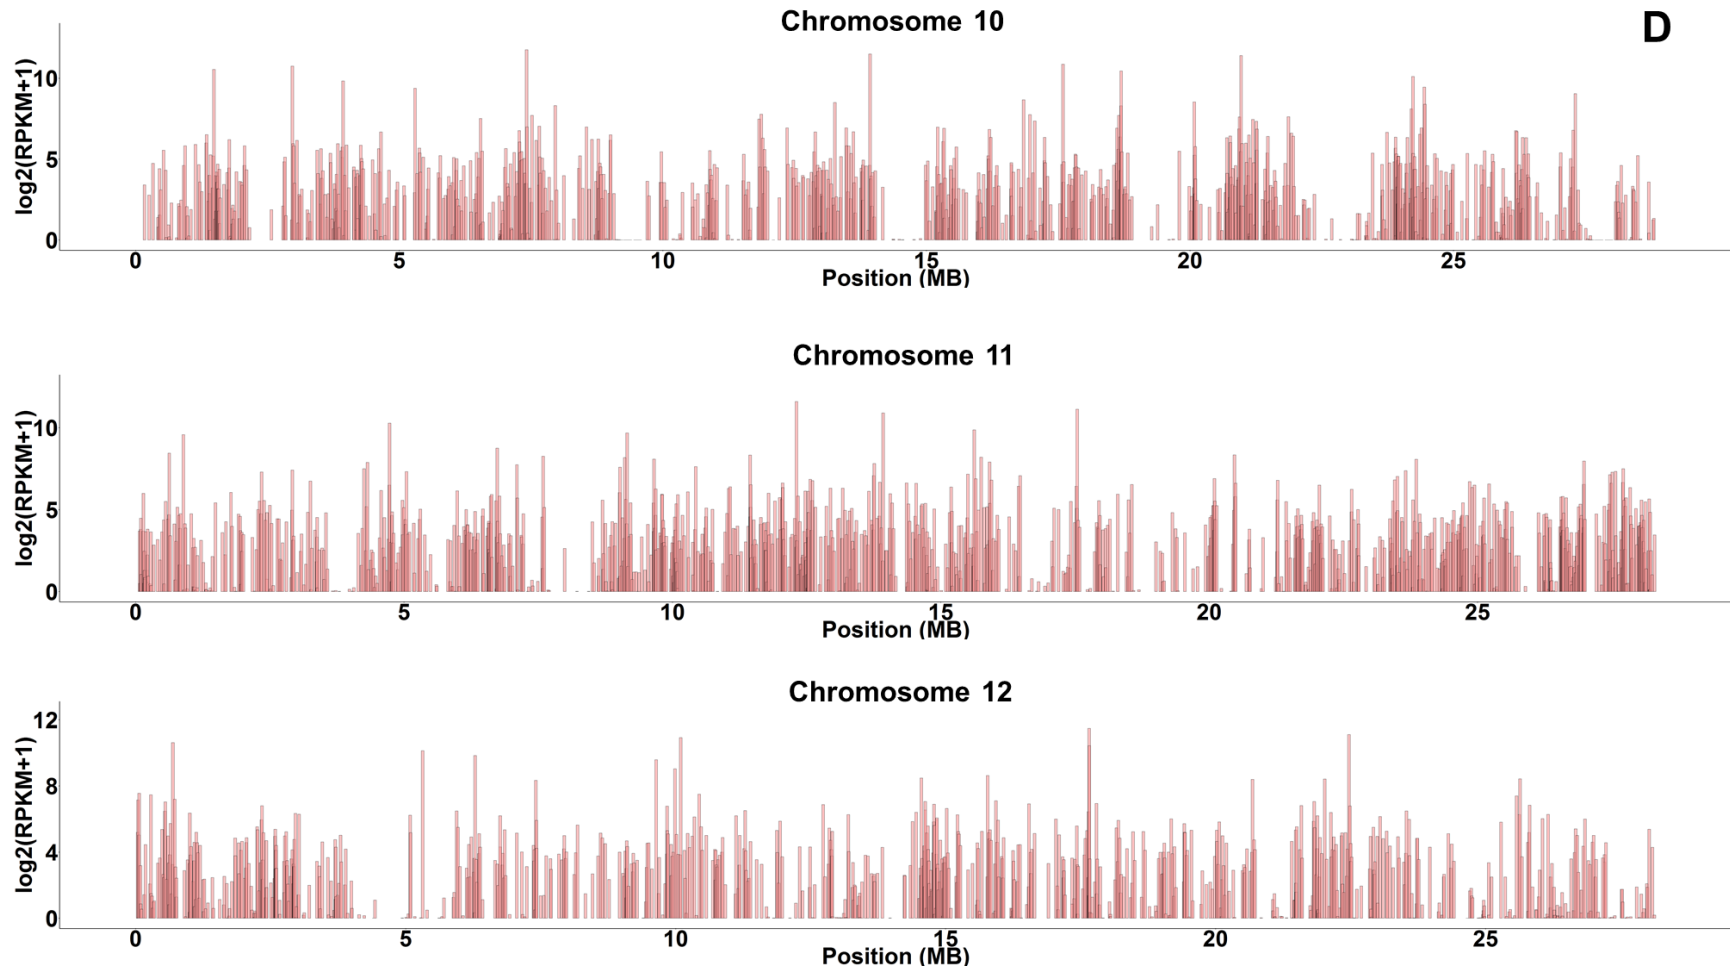 Chromosome 10
D
log2(RPKM+1)
10
5
0
0 5 10 15 20 25
Position (MB)
Chromosome 11
log2(RPKM+1)
10
5
0
0 5 10 15 20 25
Position (MB)
Chromosome 12
log2(RPKM+1)
12
8
4
0
0 5 10 15 20 25
Position (MB)